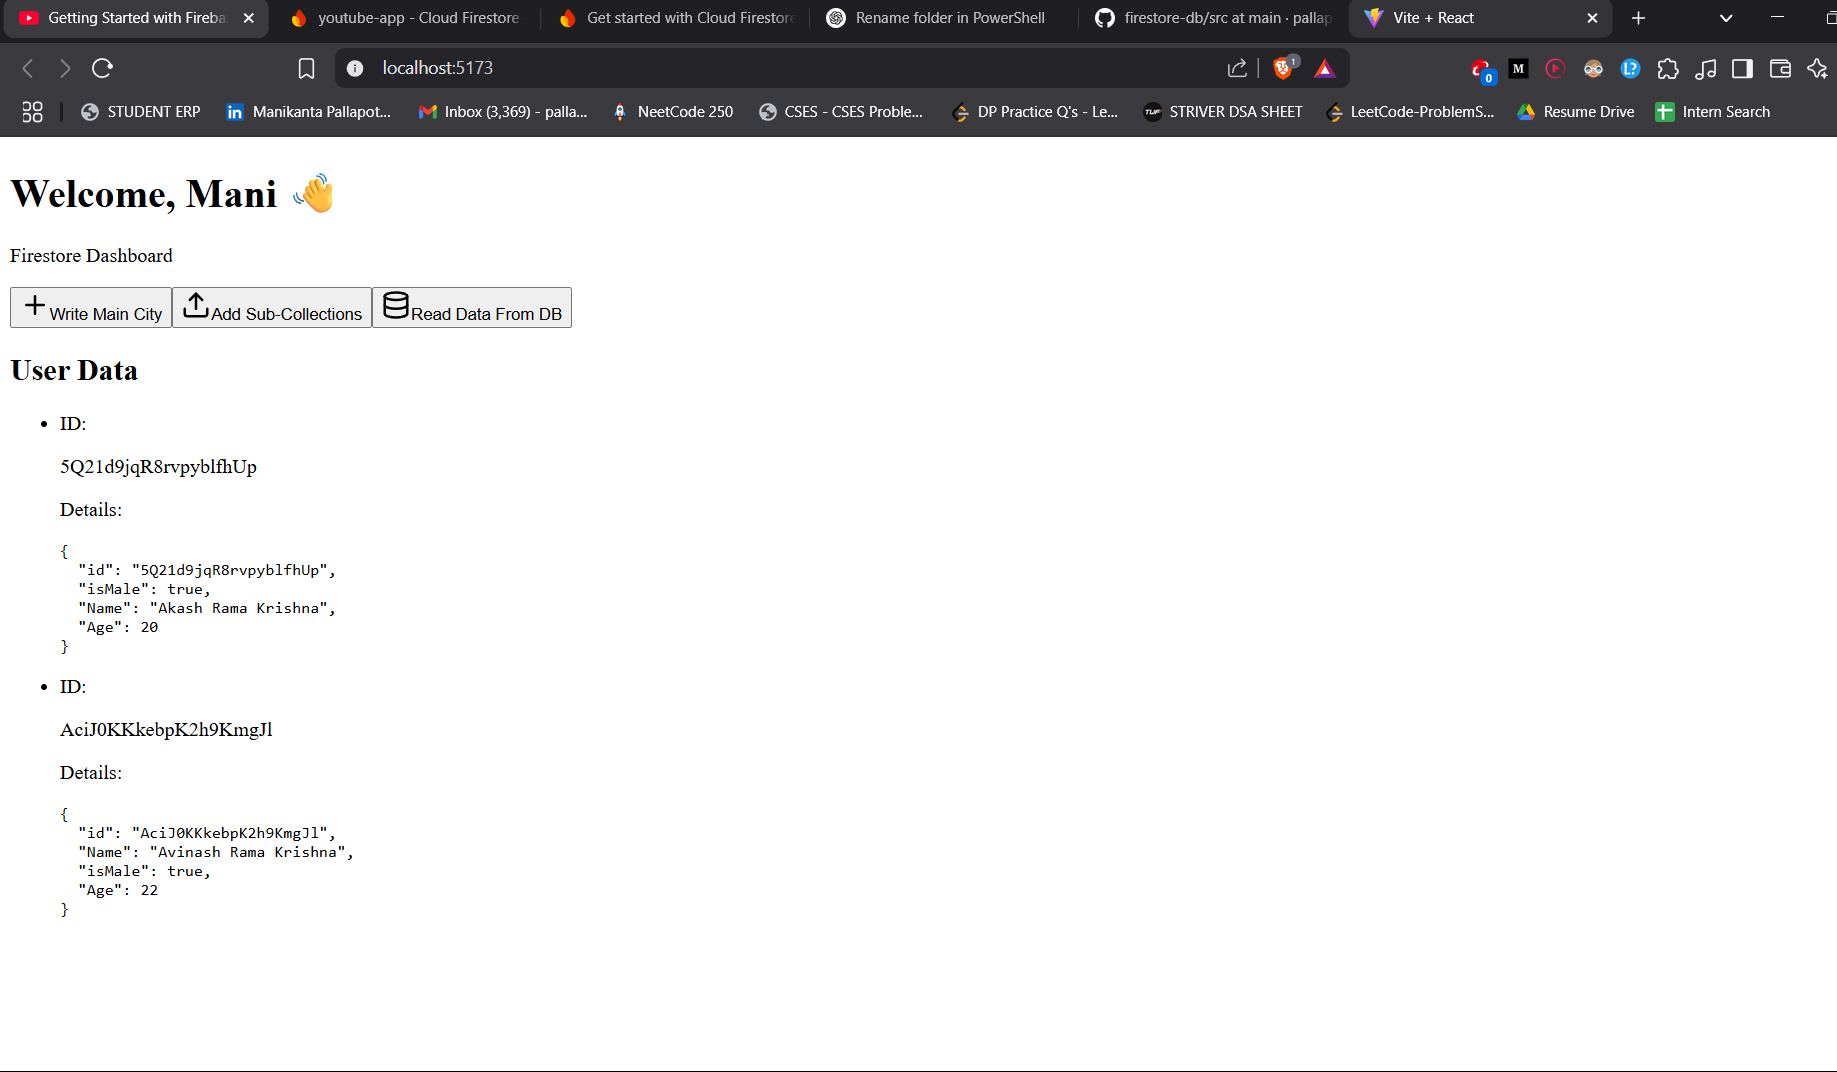 Getting Started with Fireba
youtube-app - Cloud Firestore
Get started with Cloud Firestore
Rename folder in PowerShell
firestore-db/src at main · pallap
Vite + React
localhost:5173
1
0
M
L?
STUDENT ERP
in Manikanta Pallapot...
Inbox (3,369) - palla...
NeetCode 250
CSES - CSES Proble...
DP Practice Q's - Le...
TUF STRIVER DSA SHEET
LeetCode-ProblemS...
Resume Drive
Intern Search
Welcome, Mani 👋
Firestore Dashboard
Write Main City
Add Sub-Collections
Read Data From DB
User Data
• ID:
5Q21d9jqR8rvpyblfhUp
Details:
{
"id": "5Q21d9jqR8rvpyblfhUp",
"isMale": true,
"Name": "Akash Rama Krishna",
"Age": 20
}
• ID:
AciJ0KKkebpK2h9KmgJl
Details:
{
"id": "AciJ0KKkebpK2h9KmgJl",
"Name": "Avinash Rama Krishna",
"isMale": true,
"Age": 22
}